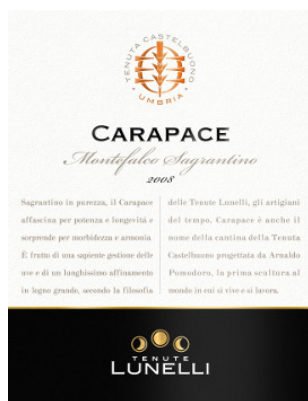 TENUTA CASTELBUONO
UMBRIA
CARAPACE
Montefalco Sagrantino
2008
Sagrantino in purezza, il Carapace
affascina per potenza e longevità e
sorprende per morbidezza e armonia
È frutto di una sapiente gestione delle
uve e di un lunghissimo affinamento
in legno grande, secondo la filosofia
delle Tenute Lunelli, gli artigiani
del tempo. Carapace è anche il
nome della cantina della Tenuta
Castelbuono progettata da Arnaldo
Pomodoro, la prima scultura al
mondo in cui si vive e si lavora.
TENUTE
LUNELLI